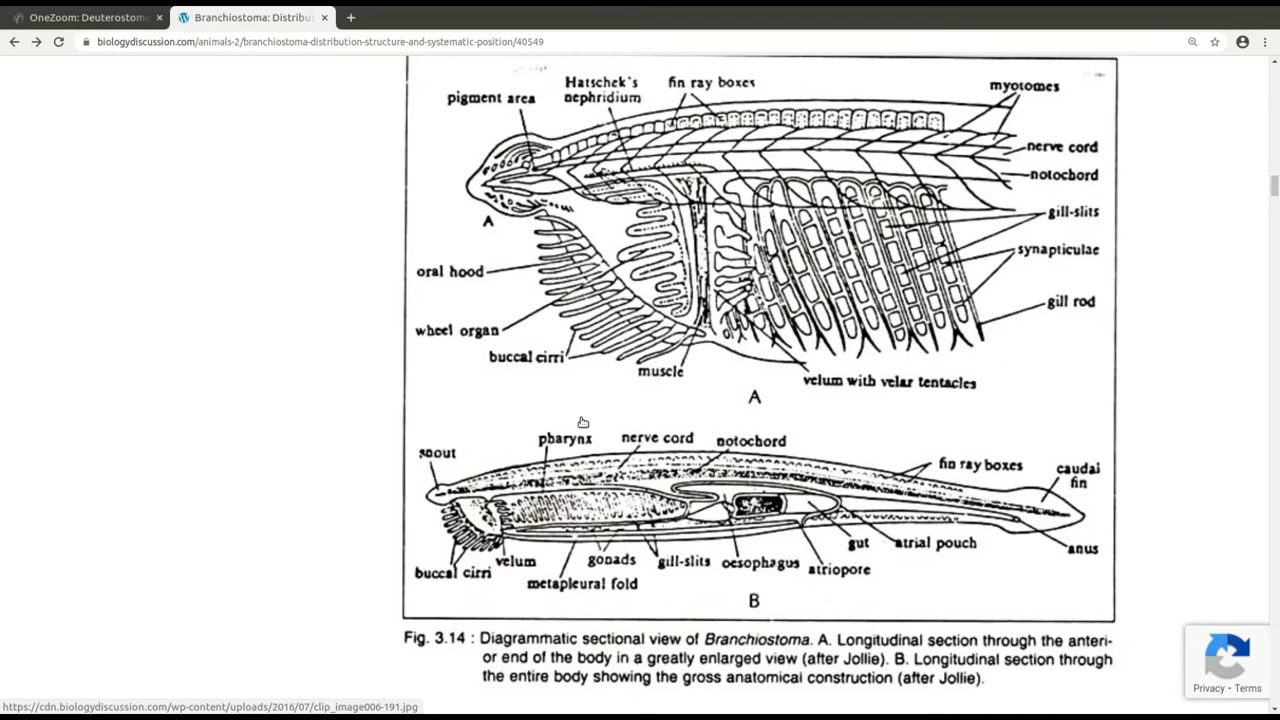 OneZoom: Deuterostome
Branchiostoma: Distribut
biologydiscussion.com/animals-2/branchiostoma-distribution-structure-and-systematic-position/40549
Hatschek's nephridium
fin ray boxes
myotomes
pigment area
nerve cord
notochord
A
gill-slits
synapticulae
oral hood
gill rod
wheel organ
buccal cirri
muscle
velum with velar tentacles
A
pharynx
nerve cord
notochord
snout
fin ray boxes
caudal fin
gut
atrial pouch
anus
buccal cirri
velum
gonads
gill-slits
oesophagus
atriopore
metapleural fold
B
Fig. 3.14 : Diagrammatic sectional view of Branchiostoma. A. Longitudinal section through the anteri-
or end of the body in a greatly enlarged view (after Jollie). B. Longitudinal section through
the entire body showing the gross anatomical construction (after Jollie).
Privacy - Terms
https://cdn.biologydiscussion.com/wp-content/uploads/2016/07/clip_image006-191.jpg